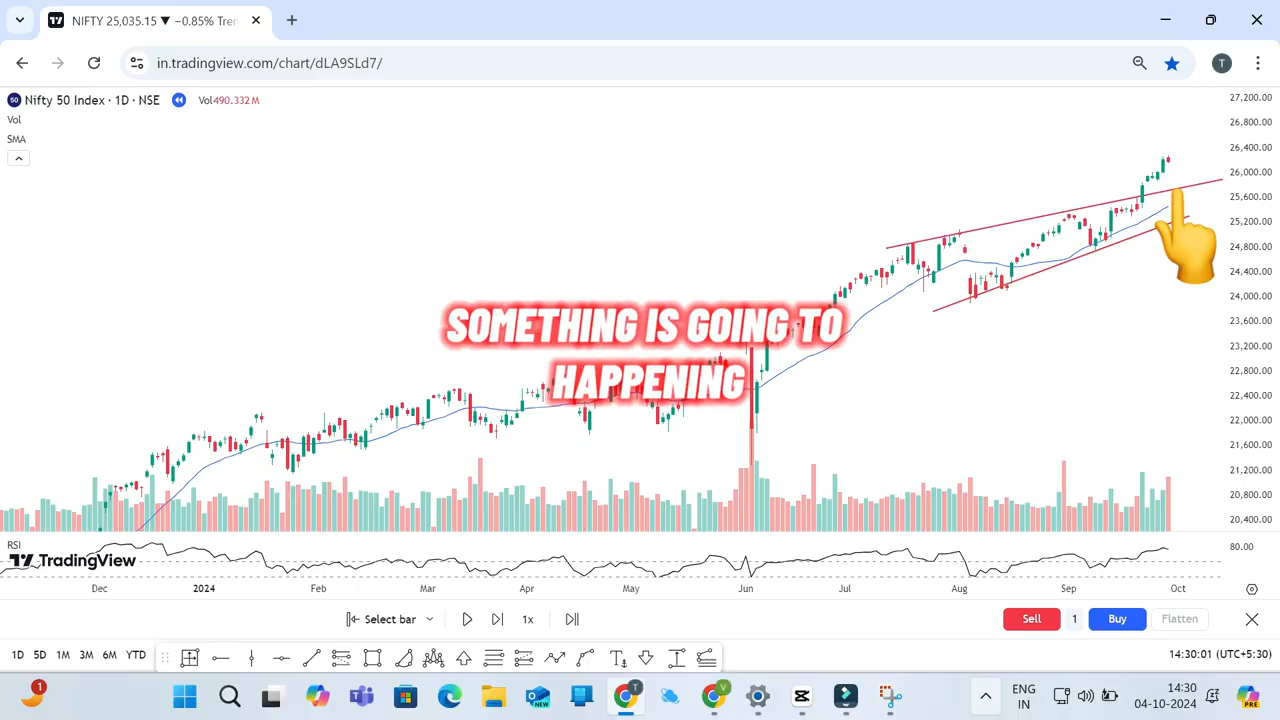 NIFTY 25,035.15 ▼ −0.85% Tren
in.tradingview.com/chart/dLA9SLd7/
T
50 Nifty 50 Index · 1D · NSE Vol490.332M
Vol
SMA
27,200.00
26,800.00
26,400.00
26,000.00
25,600.00
25,200.00
24,800.00
24,400.00
24,000.00
23,600.00
23,200.00
22,800.00
22,400.00
22,000.00
21,600.00
21,200.00
20,800.00
20,400.00
SOMETHING IS GOING TO
HAPPENING
RSI
80.00
TradingView
Dec 2024 Feb Mar Apr May Jun Jul Aug Sep Oct
Select bar 1x Sell 1 Buy Flatten
1D 5D 1M 3M 6M YTD 14:30:01 (UTC+5:30)
1 NEW T V ENG 14:30 PRE
IN 04-10-2024